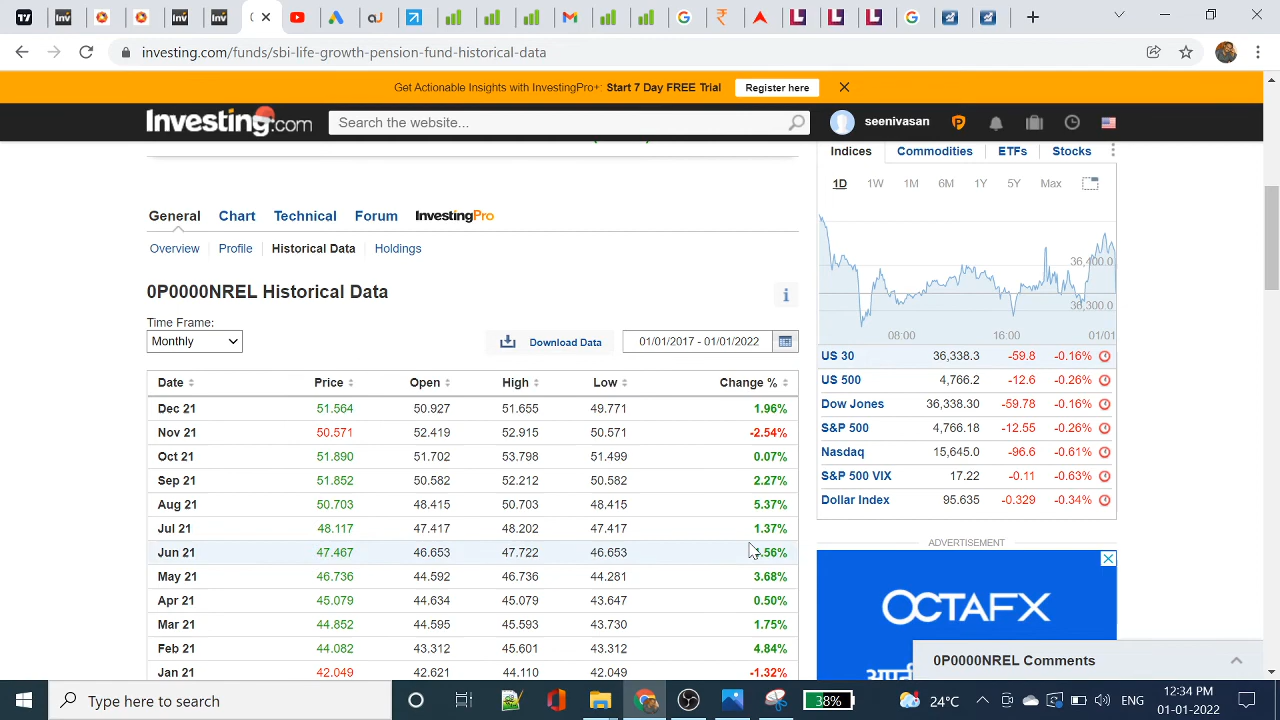 investing.com/funds/sbi-life-growth-pension-fund-historical-data
Get Actionable Insights with InvestingPro+: Start 7 Day FREE Trial Register here
Investing.com Search the website... seenivasan
Indices Commodities ETFs Stocks
1D 1W 1M 6M 1Y 5Y Max
36,400.0
36,300.0
08:00 16:00 01/01
General Chart Technical Forum InvestingPro
Overview Profile Historical Data Holdings
0P0000NREL Historical Data
Time Frame:
Monthly Download Data 01/01/2017 - 01/01/2022
Date Price Open High Low Change %
Dec 21 51.564 50.927 51.655 49.771 1.96%
Nov 21 50.571 52.419 52.915 50.571 -2.54%
Oct 21 51.890 51.702 53.798 51.499 0.07%
Sep 21 51.852 50.582 52.212 50.582 2.27%
Aug 21 50.703 48.415 50.703 48.415 5.37%
Jul 21 48.117 47.417 48.202 47.417 1.37%
Jun 21 47.467 46.653 47.722 46.653 .56%
May 21 46.736 44.592 46.736 44.281 3.68%
Apr 21 45.079 44.634 45.079 43.647 0.50%
Mar 21 44.852 44.595 45.593 43.730 1.75%
Feb 21 44.082 43.312 45.601 43.312 4.84%
Jan 21 42.049 42.621 44.110 42.049 -1.32%
US 30 36,338.3 -59.8 -0.16%
US 500 4,766.2 -12.6 -0.26%
Dow Jones 36,338.30 -59.78 -0.16%
S&P 500 4,766.18 -12.55 -0.26%
Nasdaq 15,645.0 -96.6 -0.61%
S&P 500 VIX 17.22 -0.11 -0.63%
Dollar Index 95.635 -0.329 -0.34%
ADVERTISEMENT
OCTAFX
0P0000NREL Comments
Type here to search
38%
24°C
ENG
12:34 PM
01-01-2022